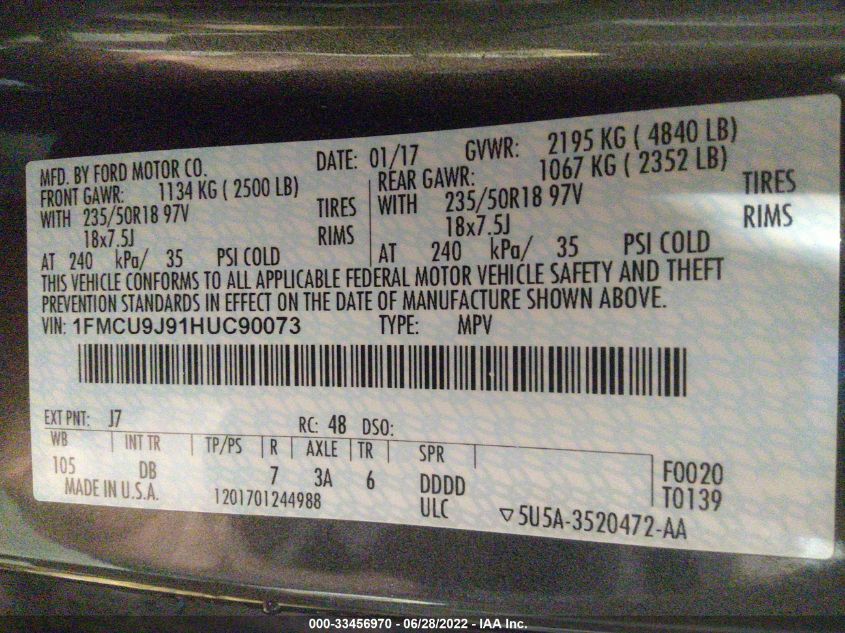 MFD. BY FORD MOTOR CO. DATE: 01/17 GVWR: 2195 KG ( 4840 LB)
FRONT GAWR: 1134 KG ( 2500 LB) REAR GAWR: 1067 KG ( 2352 LB)
WITH 235/50R18 97V TIRES WITH 235/50R18 97V TIRES
18x7.5J RIMS 18x7.5J RIMS
AT 240 kPa/ 35 PSI COLD AT 240 kPa/ 35 PSI COLD
THIS VEHICLE CONFORMS TO ALL APPLICABLE FEDERAL MOTOR VEHICLE SAFETY AND THEFT
PREVENTION STANDARDS IN EFFECT ON THE DATE OF MANUFACTURE SHOWN ABOVE.
VIN: 1FMCU9J91HUC90073 TYPE: MPV
EXT PNT: J7 RC: 48 DSO:
WB INT TR TP/PS R AXLE TR SPR
105 DB 7 3A 6 DDDD F0020
MADE IN U.S.A. 1201701244988 ULC ▽5U5A-3520472-AA T0139
000-33456970 - 06/28/2022 - IAA Inc.